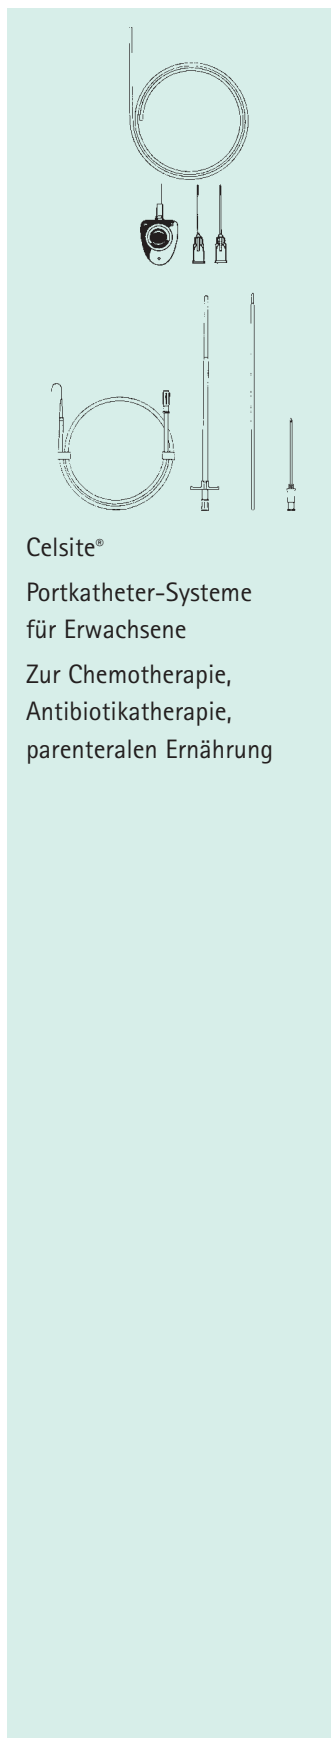 Celsite®
Portkatheter-Systeme
für Erwachsene
Zur Chemotherapie,
Antibiotikatherapie,
parenteralen Ernährung